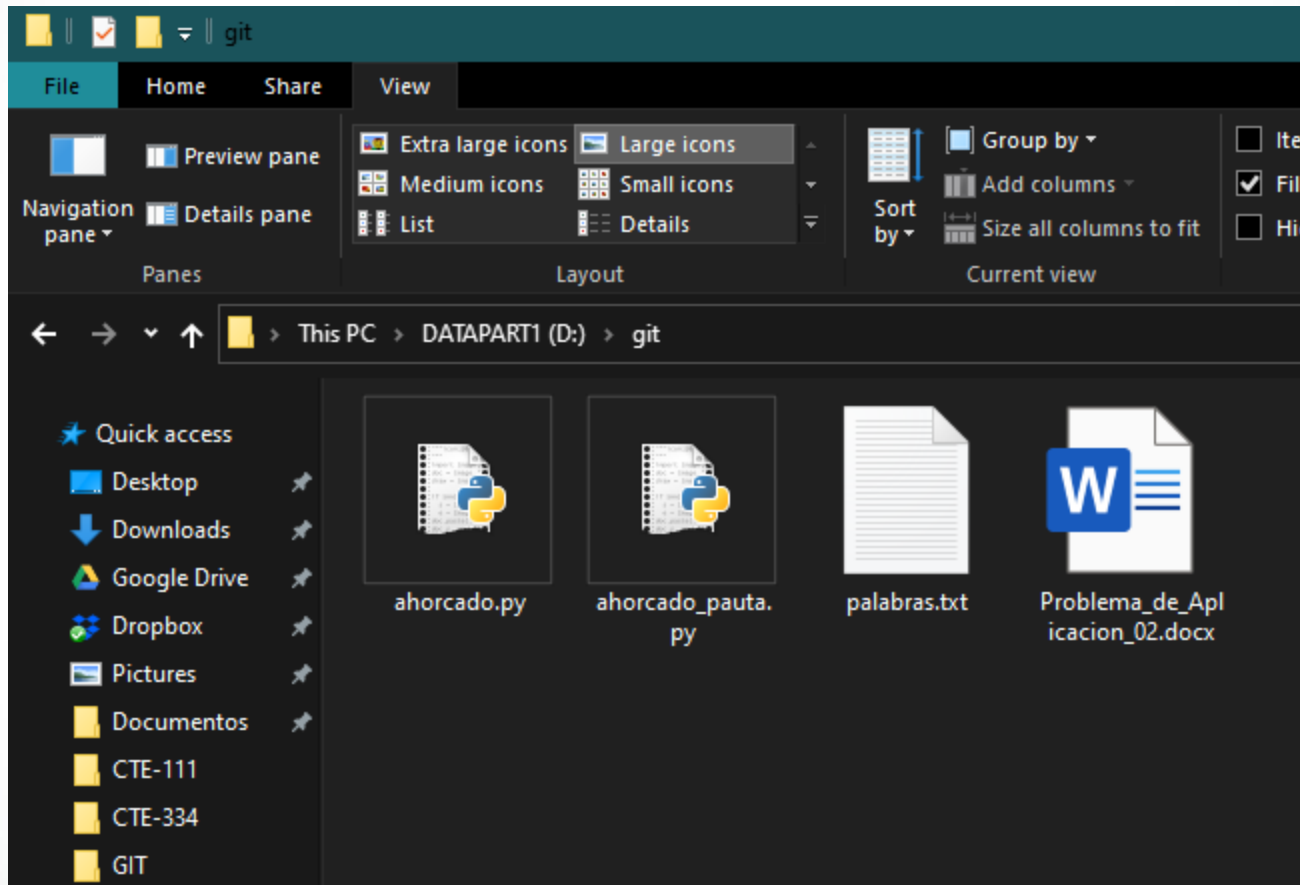 git
File Home Share View
Preview pane
Details pane
Navigation
pane
Panes
Extra large icons Large icons
Medium icons Small icons
List Details
Layout
Sort
by
Group by
Add columns
Size all columns to fit
Current view
Ite
Fil
Hi
This PC > DATAPART1 (D:) > git
Quick access
Desktop
Downloads
Google Drive
Dropbox
Pictures
Documentos
CTE-111
CTE-334
GIT
ahorcado.py
ahorcado_pauta.
py
palabras.txt
W
Problema_de_Apl
icacion_02.docx